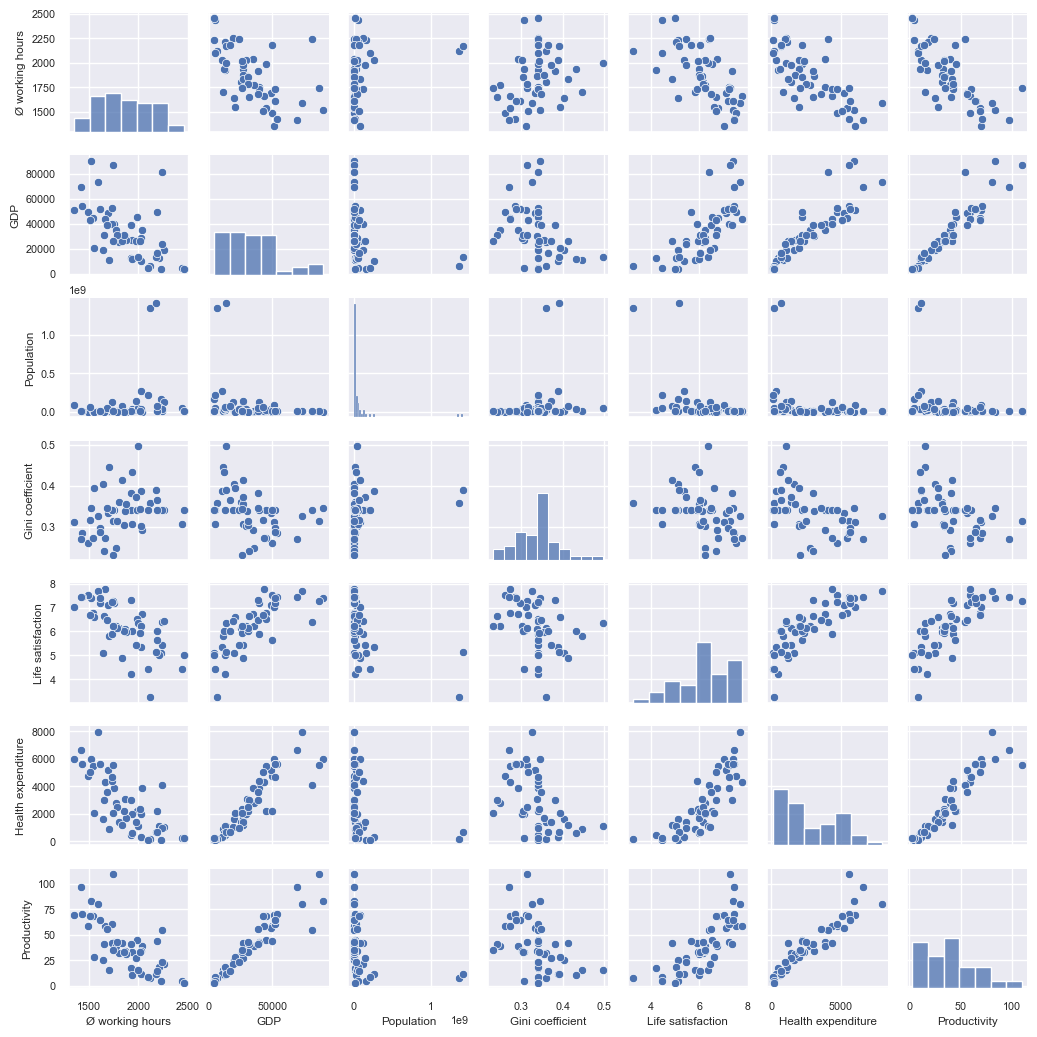 2500
2250
2000
1750
1500
Ø working hours
80000
60000
40000
20000
0
GDP
1e9
1.0
0.5
0.0
Population
0.5
0.4
0.3
Gini coefficient
8
7
6
5
4
Life satisfaction
8000
6000
4000
2000
0
Health expenditure
100
75
50
25
0
Productivity
1500 2000 2500 0 50000 0 1 0.3 0.4 0.5 4 6 8 0 5000 0 50 100
1e9
Ø working hours GDP Population Gini coefficient Life satisfaction Health expenditure Productivity